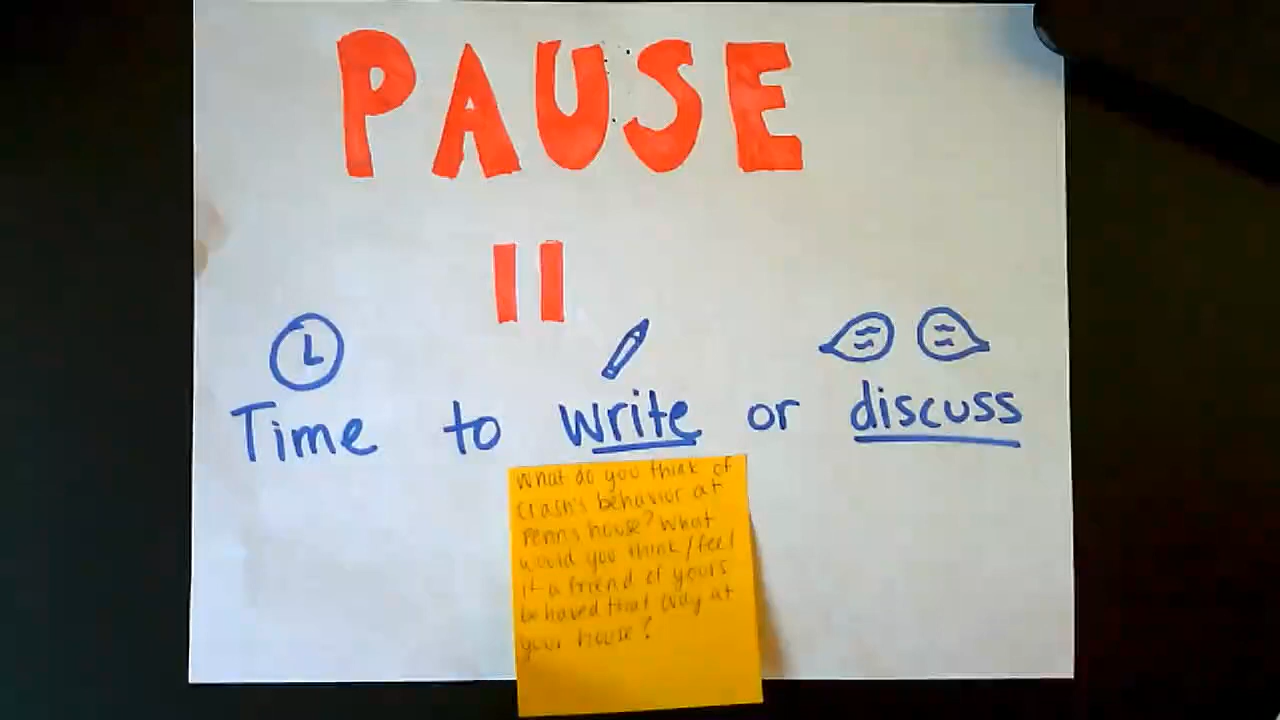 PAUSE
Time to write or discuss
What do you think of
Crash's behavior at
Penn's house? What
would you think/feel
if a friend of yours
behaved that way at
your house?